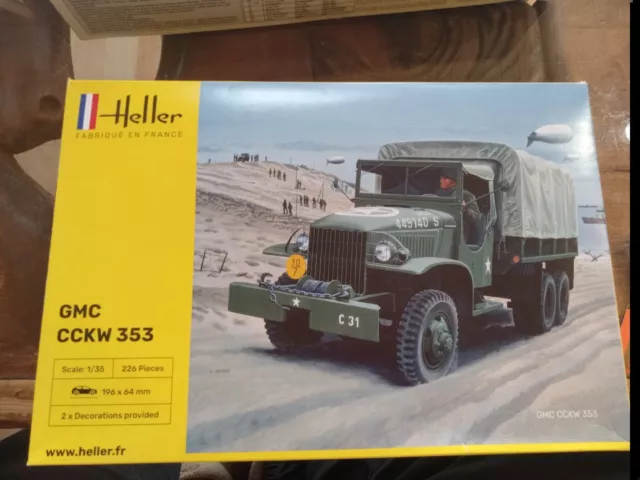 Heller
FABRIQUÉ EN FRANCE
GMC
CCKW 353
Scale: 1/35
226 Pieces
196 x 64 mm
2 x Decorations provided
www.heller.fr
449140 S
10
C 31
GMC CCKW 353